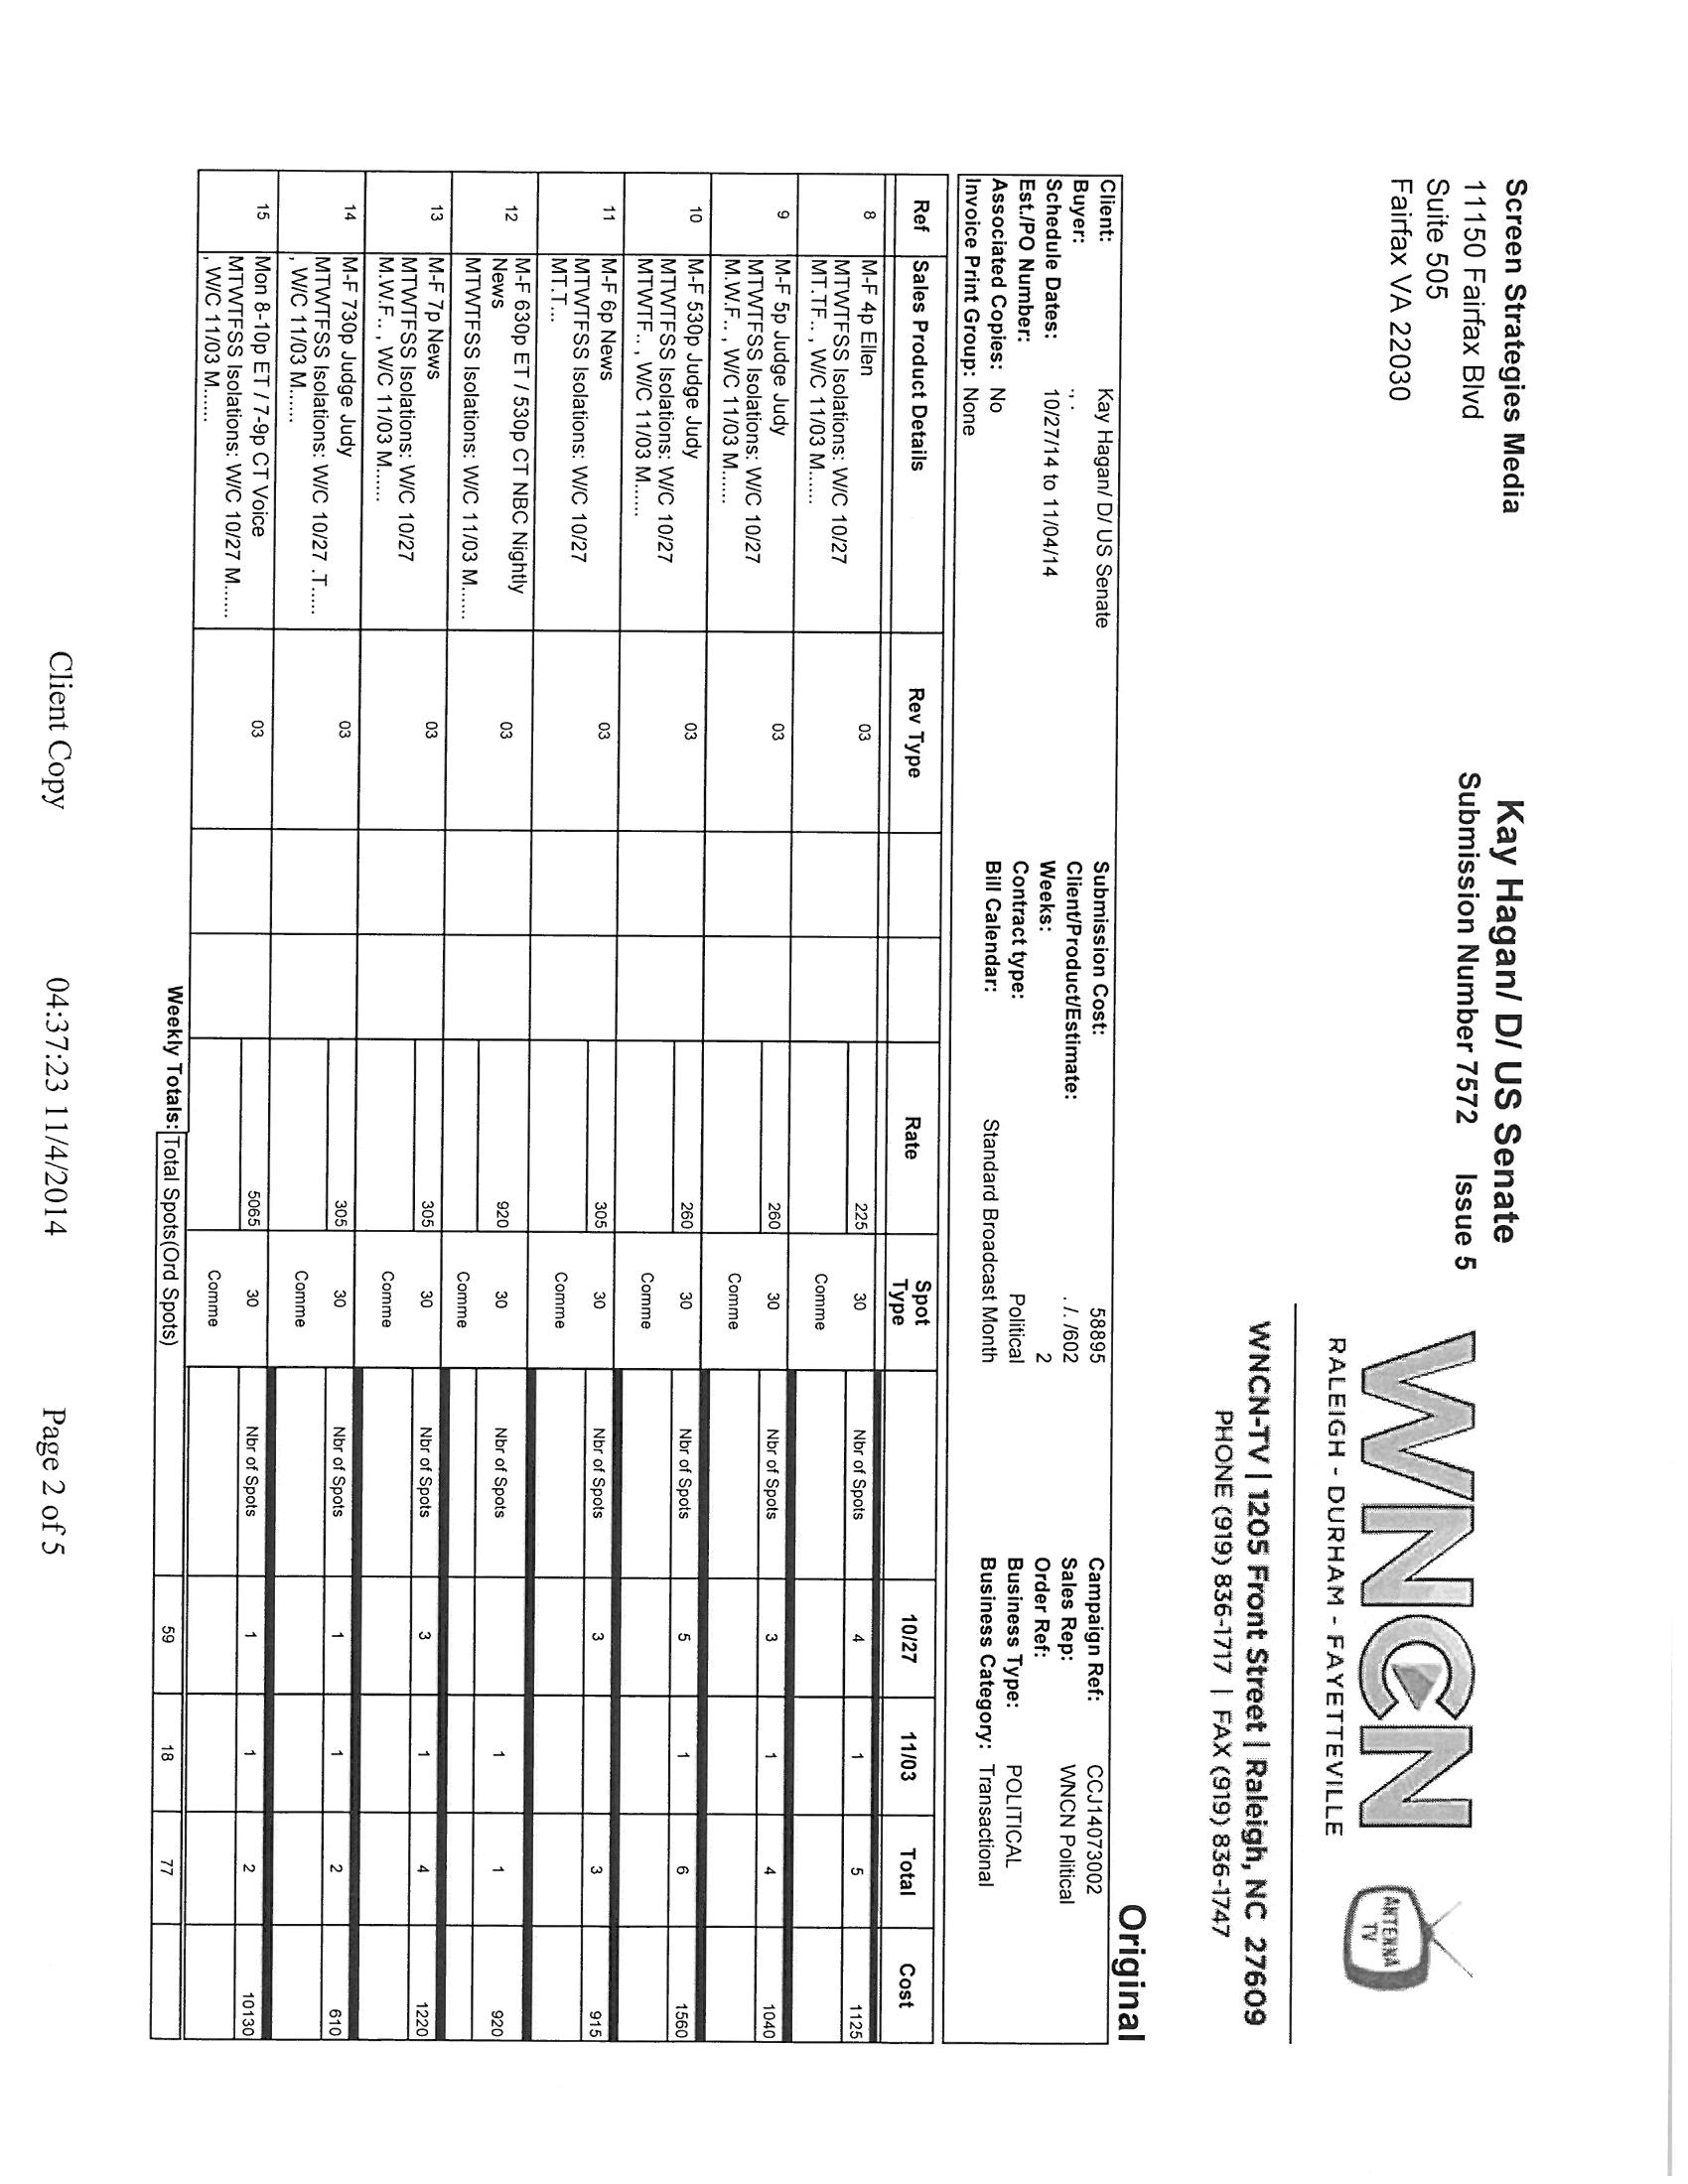 Screen Strategies Media
11150 Fairfax Blvd
Suite 505
Fairfax VA 22030
Kay Hagan/ D/ US Senate
Submission Number 7572 Issue 5
WNCN
RALEIGH - DURHAM - FAYETTEVILLE
ANTENNA
TV
WNCN-TV | 1205 Front Street | Raleigh, NC 27609
PHONE (919) 836-1717 | FAX (919) 836-1747
Original
Client: Kay Hagan/ D/ US Senate Submission Cost: 58895 Campaign Ref: CCJ14073002
Buyer: ., . Client/Product/Estimate: . /. /602 Sales Rep: WNCN Political
Schedule Dates: 10/27/14 to 11/04/14 Weeks: 2 Order Ref:
Est./PO Number: Contract type: Political Business Type: POLITICAL
Associated Copies: No Bill Calendar: Standard Broadcast Month Business Category: Transactional
Invoice Print Group: None
Ref Sales Product Details Rev Type Rate Spot Type 10/27 11/03 Total Cost
8 M-F 4p Ellen 03 225 30 Nbr of Spots 4 1 5 1125
MTWTFSS Isolations: W/C 10/27
MT.TF.. , W/C 11/03 M...... Comme
9 M-F 5p Judge Judy 03 260 30 Nbr of Spots 3 1 4 1040
MTWTFSS Isolations: W/C 10/27
M.W.F.. , W/C 11/03 M...... Comme
10 M-F 530p Judge Judy 03 260 30 Nbr of Spots 5 1 6 1560
MTWTFSS Isolations: W/C 10/27
MTWTF.. , W/C 11/03 M...... Comme
11 M-F 6p News 03 305 30 Nbr of Spots 3 3 915
MTWTFSS Isolations: W/C 10/27
MT.T... Comme
12 M-F 630p ET / 530p CT NBC Nightly 03 920 30 Nbr of Spots 1 1 920
News
MTWTFSS Isolations: W/C 11/03 M...... Comme
13 M-F 7p News 03 305 30 Nbr of Spots 3 1 4 1220
MTWTFSS Isolations: W/C 10/27
M.W.F.. , W/C 11/03 M...... Comme
14 M-F 730p Judge Judy 03 305 30 Nbr of Spots 1 1 2 610
MTWTFSS Isolations: W/C 10/27 .T.....
, W/C 11/03 M...... Comme
15 Mon 8-10p ET / 7-9p CT Voice 03 5065 30 Nbr of Spots 1 1 2 10130
MTWTFSS Isolations: W/C 10/27 M......
, W/C 11/03 M...... Comme
Weekly Totals: Total Spots(Ord Spots) 59 18 77
Client Copy 04:37:23 11/4/2014 Page 2 of 5